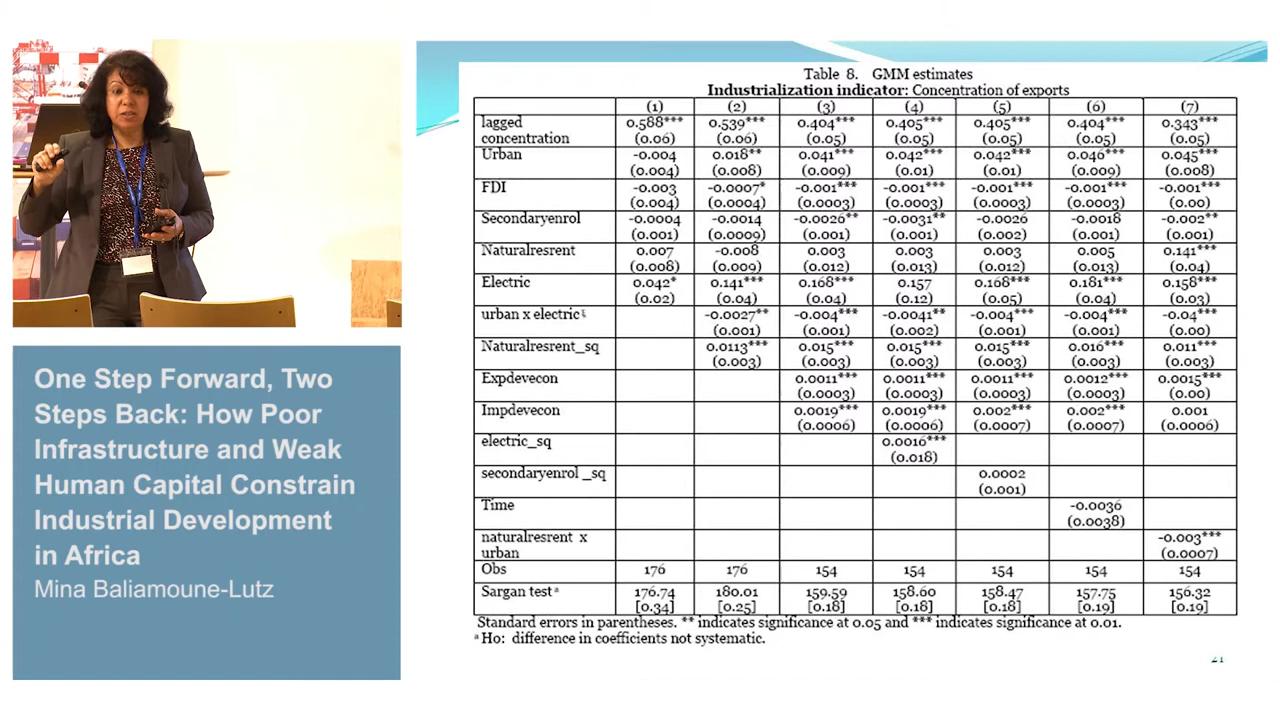 Table 8. GMM estimates
Industrialization indicator: Concentration of exports
(1) (2) (3) (4) (5) (6) (7)
lagged concentration 0.588*** 0.539*** 0.404*** 0.405*** 0.405*** 0.404*** 0.343***
(0.06) (0.06) (0.05) (0.05) (0.05) (0.05) (0.05)
Urban -0.004 0.018** 0.041*** 0.042*** 0.042*** 0.046*** 0.045***
(0.004) (0.008) (0.009) (0.01) (0.01) (0.009) (0.008)
FDI -0.003 -0.0007* -0.001*** -0.001*** -0.001*** -0.001*** -0.001***
(0.004) (0.0004) (0.0003) (0.0003) (0.0003) (0.0003) (0.00)
Secondaryenrol -0.0004 -0.0014 -0.0026** -0.0031** -0.0026 -0.0018 -0.002**
(0.001) (0.0009) (0.001) (0.001) (0.002) (0.001) (0.001)
Naturalresrent 0.007 -0.008 0.003 0.003 0.003 0.005 0.141***
(0.008) (0.009) (0.012) (0.013) (0.012) (0.013) (0.04)
Electric 0.042* 0.141*** 0.168*** 0.157 0.168*** 0.181*** 0.158***
(0.02) (0.04) (0.04) (0.12) (0.05) (0.04) (0.03)
urban x electric -0.0027** -0.004*** -0.0041** -0.004*** -0.004*** -0.04***
(0.001) (0.001) (0.002) (0.001) (0.001) (0.00)
Naturalresrent_sq 0.0113*** 0.015*** 0.015*** 0.015*** 0.016*** 0.011***
(0.003) (0.003) (0.003) (0.003) (0.003) (0.003)
Expdevecon 0.0011*** 0.0011*** 0.0011*** 0.0012*** 0.0015***
(0.0003) (0.0003) (0.0003) (0.0003) (0.00)
Impdevecon 0.0019*** 0.0019*** 0.002*** 0.002*** 0.001
(0.0006) (0.0006) (0.0007) (0.0007) (0.0006)
electric_sq 0.0016***
(0.018)
secondaryenrol _sq 0.0002
(0.001)
Time -0.0036
(0.0038)
naturalresrent x urban -0.003***
(0.0007)
Obs 176 176 154 154 154 154 154
Sargan test ᵃ 176.74 180.01 159.59 158.60 158.47 157.75 156.32
[0.34] [0.25] [0.18] [0.18] [0.18] [0.19] [0.19]
Standard errors in parentheses. ** indicates significance at 0.05 and *** indicates significance at 0.01.
ᵃ Ho: difference in coefficients not systematic.
21
One Step Forward, Two
Steps Back: How Poor
Infrastructure and Weak
Human Capital Constrain
Industrial Development
in Africa
Mina Baliamoune-Lutz